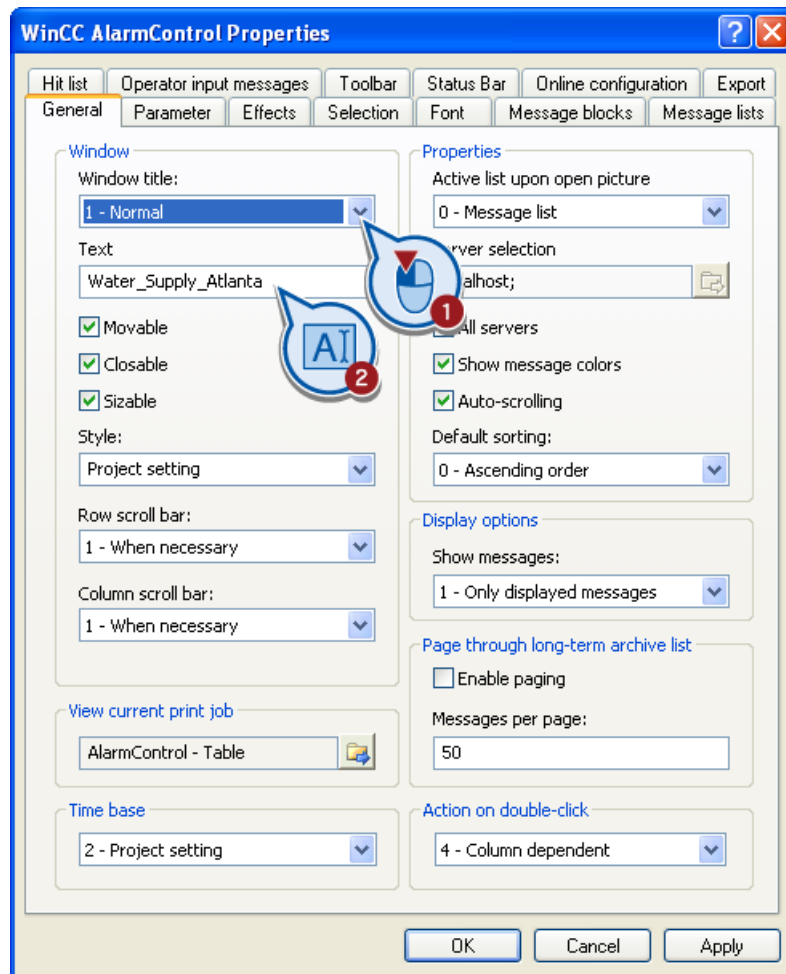 WinCC AlarmControl Properties
Hit list Operator input messages Toolbar Status Bar Online configuration Export
General Parameter Effects Selection Font Message blocks Message lists
Window
Window title:
1 - Normal
Text
Water_Supply_Atlanta
Movable
Closable
Sizable
Style:
Project setting
Row scroll bar:
1 - When necessary
Column scroll bar:
1 - When necessary
View current print job
AlarmControl - Table
Time base
2 - Project setting
Properties
Active list upon open picture
0 - Message list
selection
1
2
All servers
Show message colors
Auto-scrolling
Default sorting:
0 - Ascending order
Display options
Show messages:
1 - Only displayed messages
Page through long-term archive list
Enable paging
Messages per page:
50
Action on double-click
4 - Column dependent
OK Cancel Apply